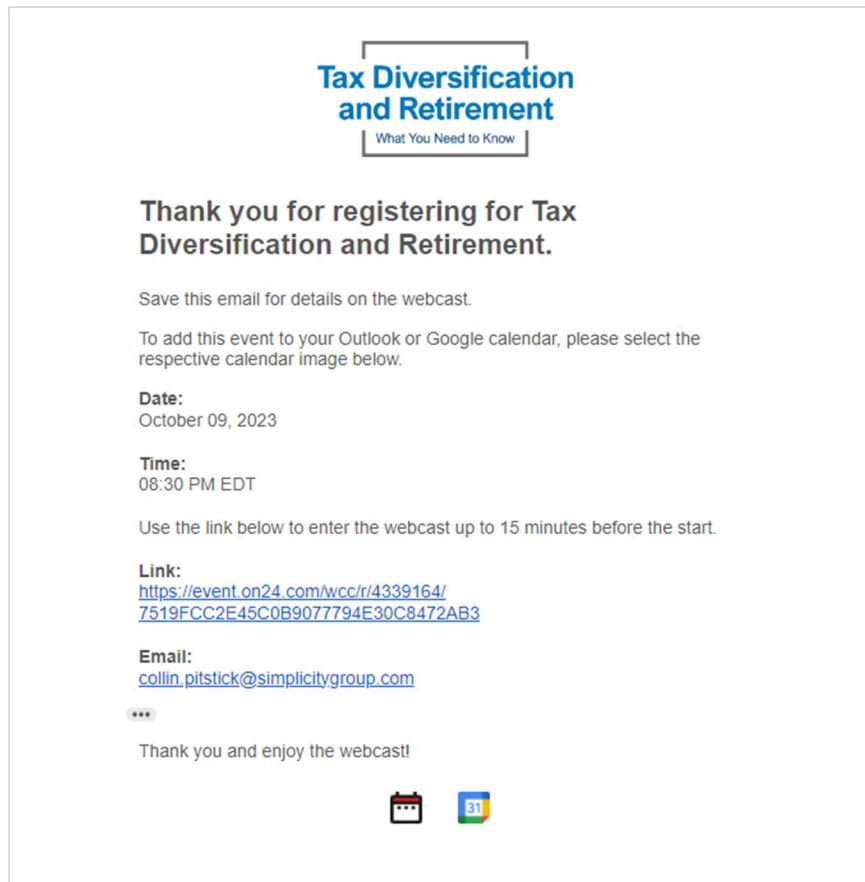 Tax Diversification
and Retirement
What You Need to Know
Thank you for registering for Tax
Diversification and Retirement.
Save this email for details on the webcast.
To add this event to your Outlook or Google calendar, please select the
respective calendar image below.
Date:
October 09, 2023
Time:
08:30 PM EDT
Use the link below to enter the webcast up to 15 minutes before the start.
Link:
https://event.on24.com/wcc/r/4339164/
7519FCC2E45C0B9077794E30C8472AB3
Email:
collin.pitstick@simplicitygroup.com
•••
Thank you and enjoy the webcast!
31